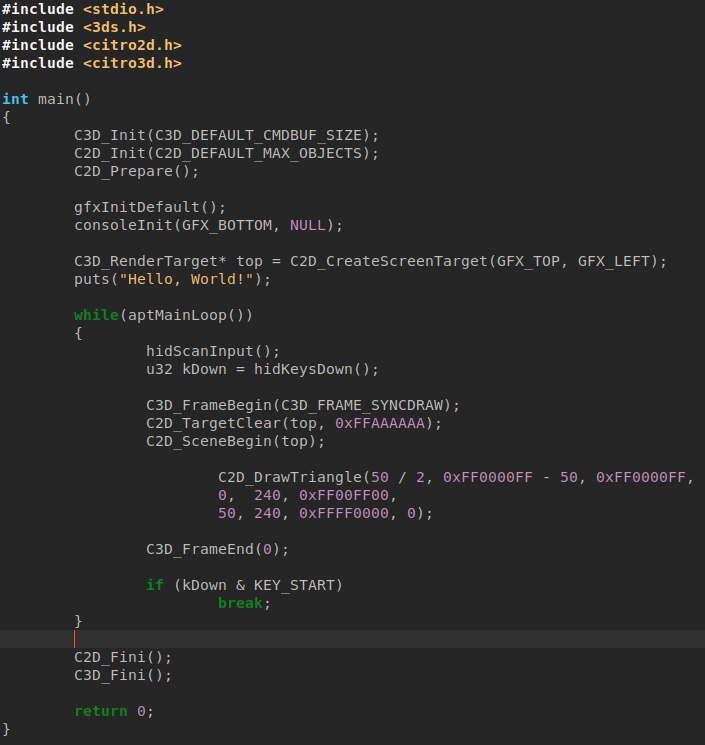 #include <stdio.h>
#include <3ds.h>
#include <citro2d.h>
#include <citro3d.h>

int main()
{
        C3D_Init(C3D_DEFAULT_CMDBUF_SIZE);
        C2D_Init(C2D_DEFAULT_MAX_OBJECTS);
        C2D_Prepare();

        gfxInitDefault();
        consoleInit(GFX_BOTTOM, NULL);

        C3D_RenderTarget* top = C2D_CreateScreenTarget(GFX_TOP, GFX_LEFT);
        puts("Hello, World!");

        while(aptMainLoop())
        {
                hidScanInput();
                u32 kDown = hidKeysDown();

                C3D_FrameBegin(C3D_FRAME_SYNCDRAW);
                C2D_TargetClear(top, 0xFFAAAAAA);
                C2D_SceneBegin(top);

                        C2D_DrawTriangle(50 / 2, 0xFF0000FF - 50, 0xFF0000FF,
                        0,  240, 0xFF00FF00,
                        50, 240, 0xFFFF0000, 0);

                C3D_FrameEnd(0);

                if (kDown & KEY_START)
                        break;
        }

        C2D_Fini();
        C3D_Fini();

        return 0;
}